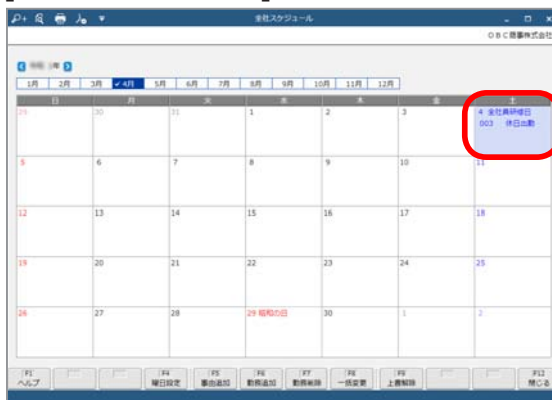 全社スケジュール
OBC商事株式会社
年
1月 2月 3月 ✓4月 5月 6月 7月 8月 9月 10月 11月 12月
日 月 火 水 木 金 土
29 30 31 1 2 3 4 全社員研修日
003 休日出勤
5 6 7 8 9 10 11
12 13 14 15 16 17 18
19 20 21 22 23 24 25
26 27 28 29 昭和の日 30 1 2
F1 F4 F5 F6 F7 F8 F9 F12
ヘルプ 曜日設定 事由追加 勤務追加 勤務削除 一括変更 上書解除 閉じる